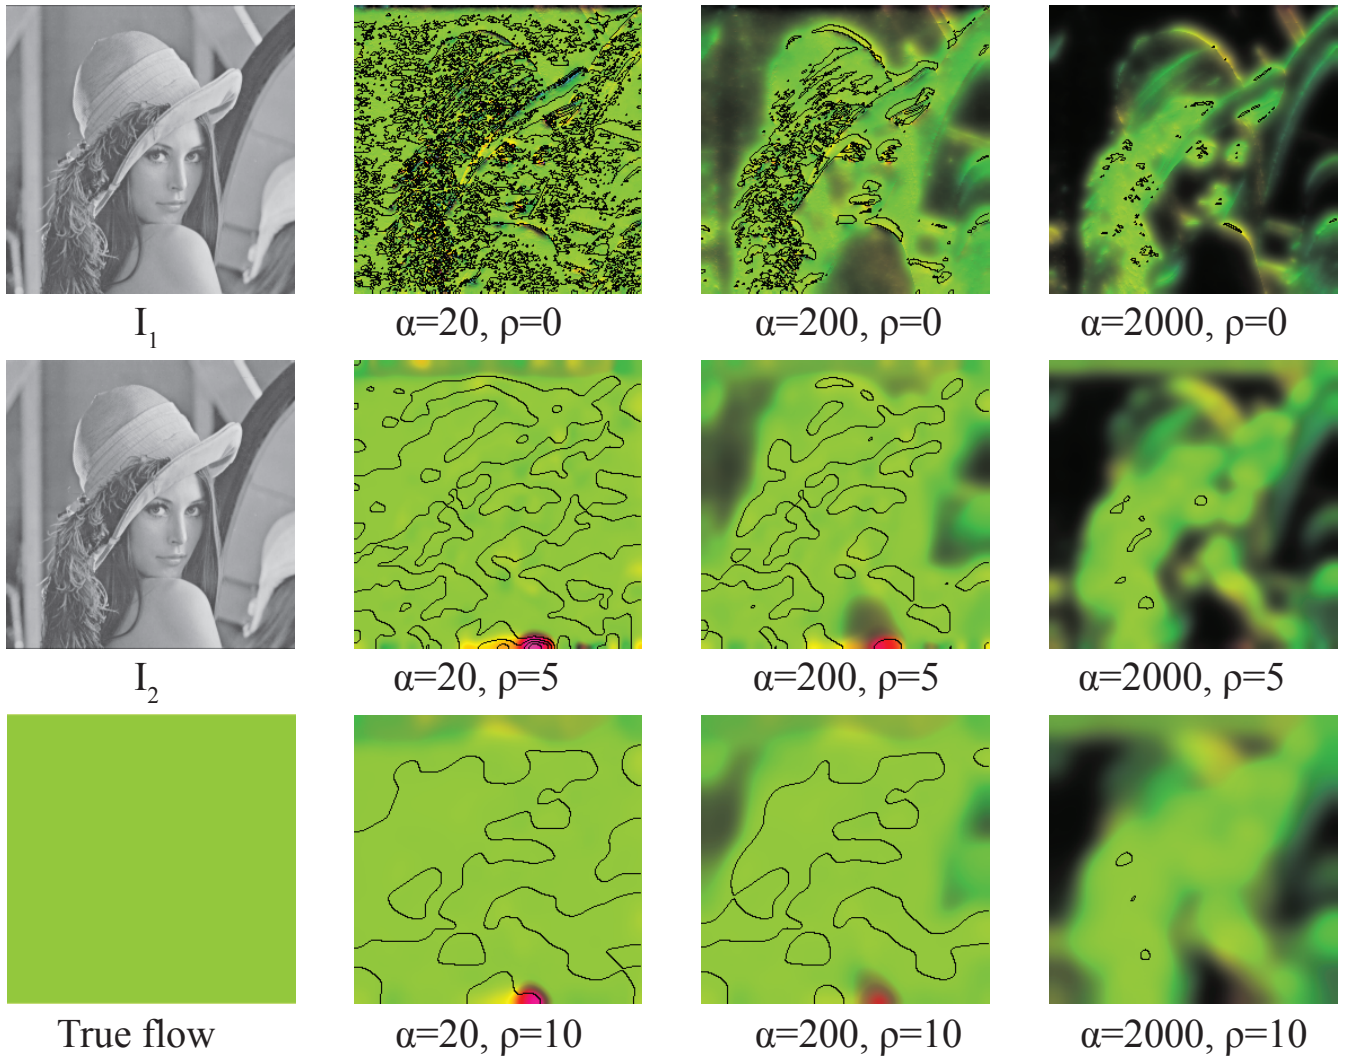 I₁
α=20, ρ=0
α=200, ρ=0
α=2000, ρ=0
I₂
α=20, ρ=5
α=200, ρ=5
α=2000, ρ=5
True flow
α=20, ρ=10
α=200, ρ=10
α=2000, ρ=10